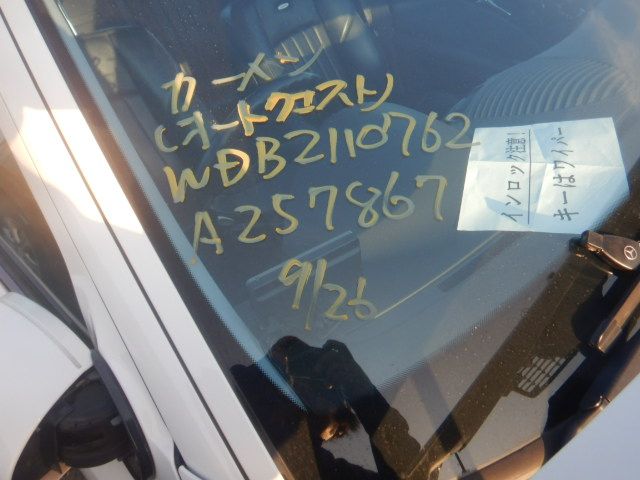 カーメン
(オートクエスト)
WDB2110762
A257867
9/26
インロック注意!
キーはワイパー